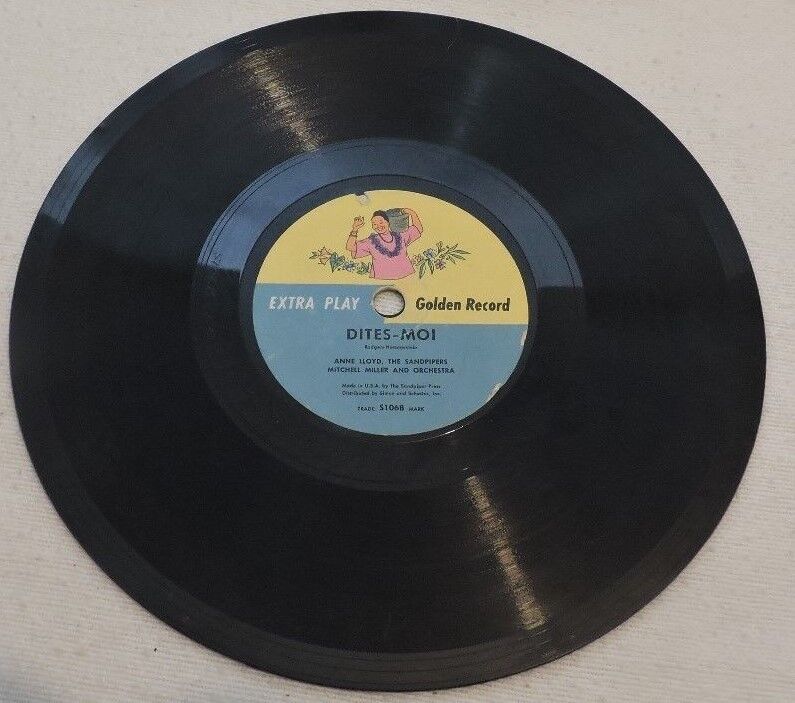 EXTRA PLAY Golden Record
DITES-MOI
Rodgers-Hammerstein
ANNE LLOYD, THE SANDPIPERS
MITCHELL MILLER AND ORCHESTRA
Made in U.S.A. by The Sandpiper Press
Distributed by Simon and Schuster, Inc.
TRADE S106B MARK